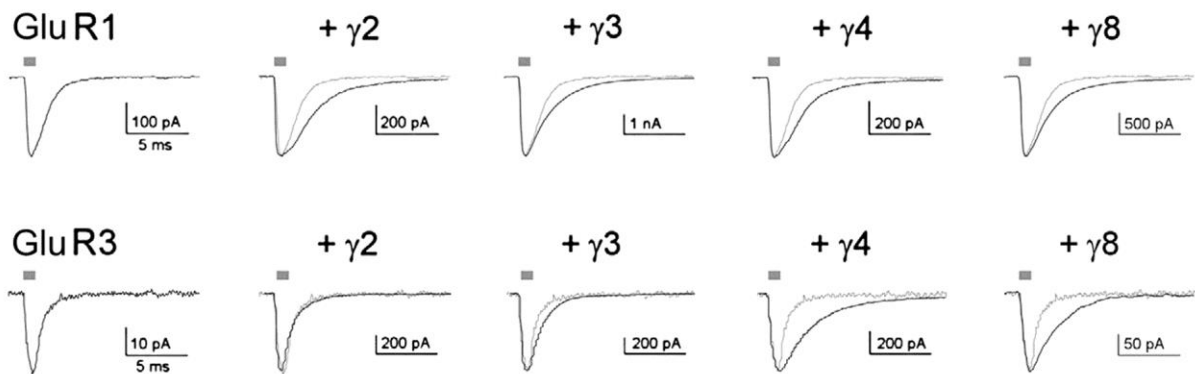 GluR1
+ γ2
+ γ3
+ γ4
+ γ8
100 pA
5 ms
200 pA
1 nA
200 pA
500 pA
GluR3
+ γ2
+ γ3
+ γ4
+ γ8
10 pA
5 ms
200 pA
200 pA
200 pA
50 pA